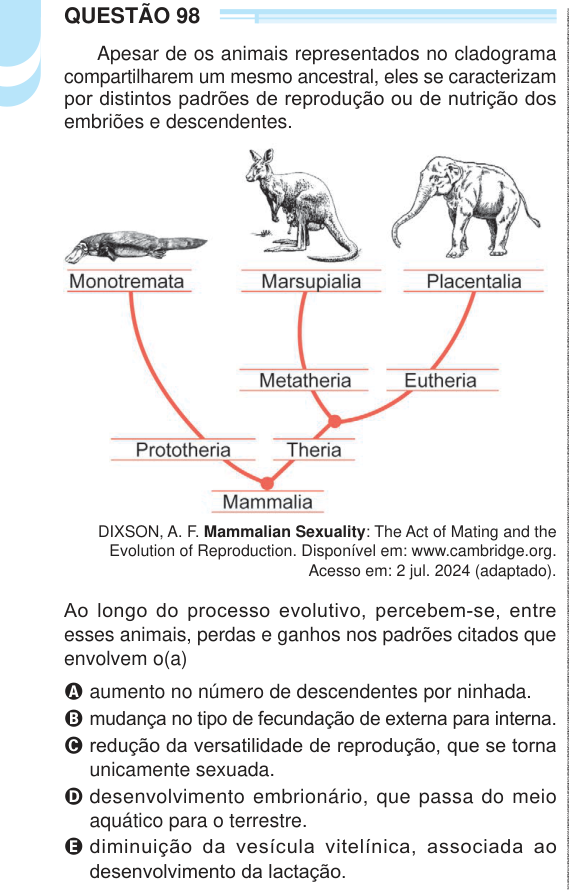 QUESTÃO 98
Apesar de os animais representados no cladograma
compartilharem um mesmo ancestral, eles se caracterizam
por distintos padrões de reprodução ou de nutrição dos
embriões e descendentes.
Monotremata
Marsupialia
Placentalia
Metatheria
Eutheria
Prototheria
Theria
Mammalia
DIXSON, A. F. Mammalian Sexuality: The Act of Mating and the
Evolution of Reproduction. Disponível em: www.cambridge.org.
Acesso em: 2 jul. 2024 (adaptado).
Ao longo do processo evolutivo, percebem-se, entre
esses animais, perdas e ganhos nos padrões citados que
envolvem o(a)
A aumento no número de descendentes por ninhada.
B mudança no tipo de fecundação de externa para interna.
C redução da versatilidade de reprodução, que se torna
unicamente sexuada.
D desenvolvimento embrionário, que passa do meio
aquático para o terrestre.
E diminuição da vesícula vitelínica, associada ao
desenvolvimento da lactação.